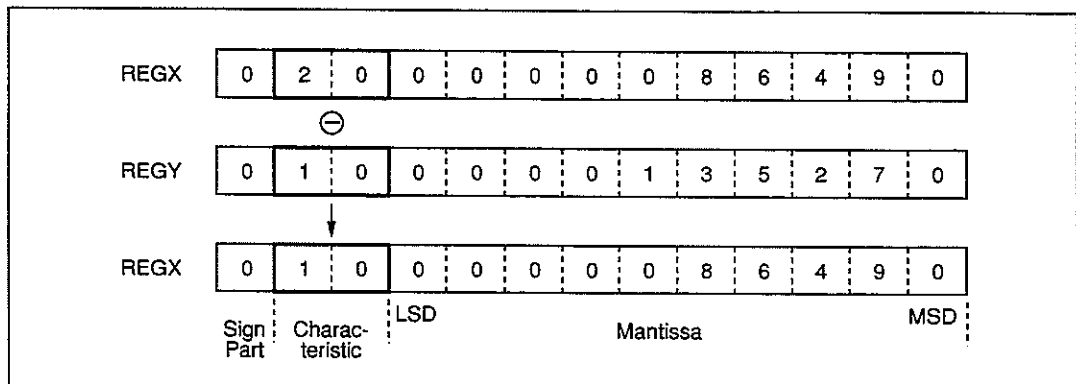 REGX 0 2 0 0 0 0 0 0 8 6 4 9 0
⊖
REGY 0 1 0 0 0 0 0 1 3 5 2 7 0
REGX 0 1 0 0 0 0 0 0 8 6 4 9 0
LSD MSD
Sign Charac- Mantissa
Part teristic